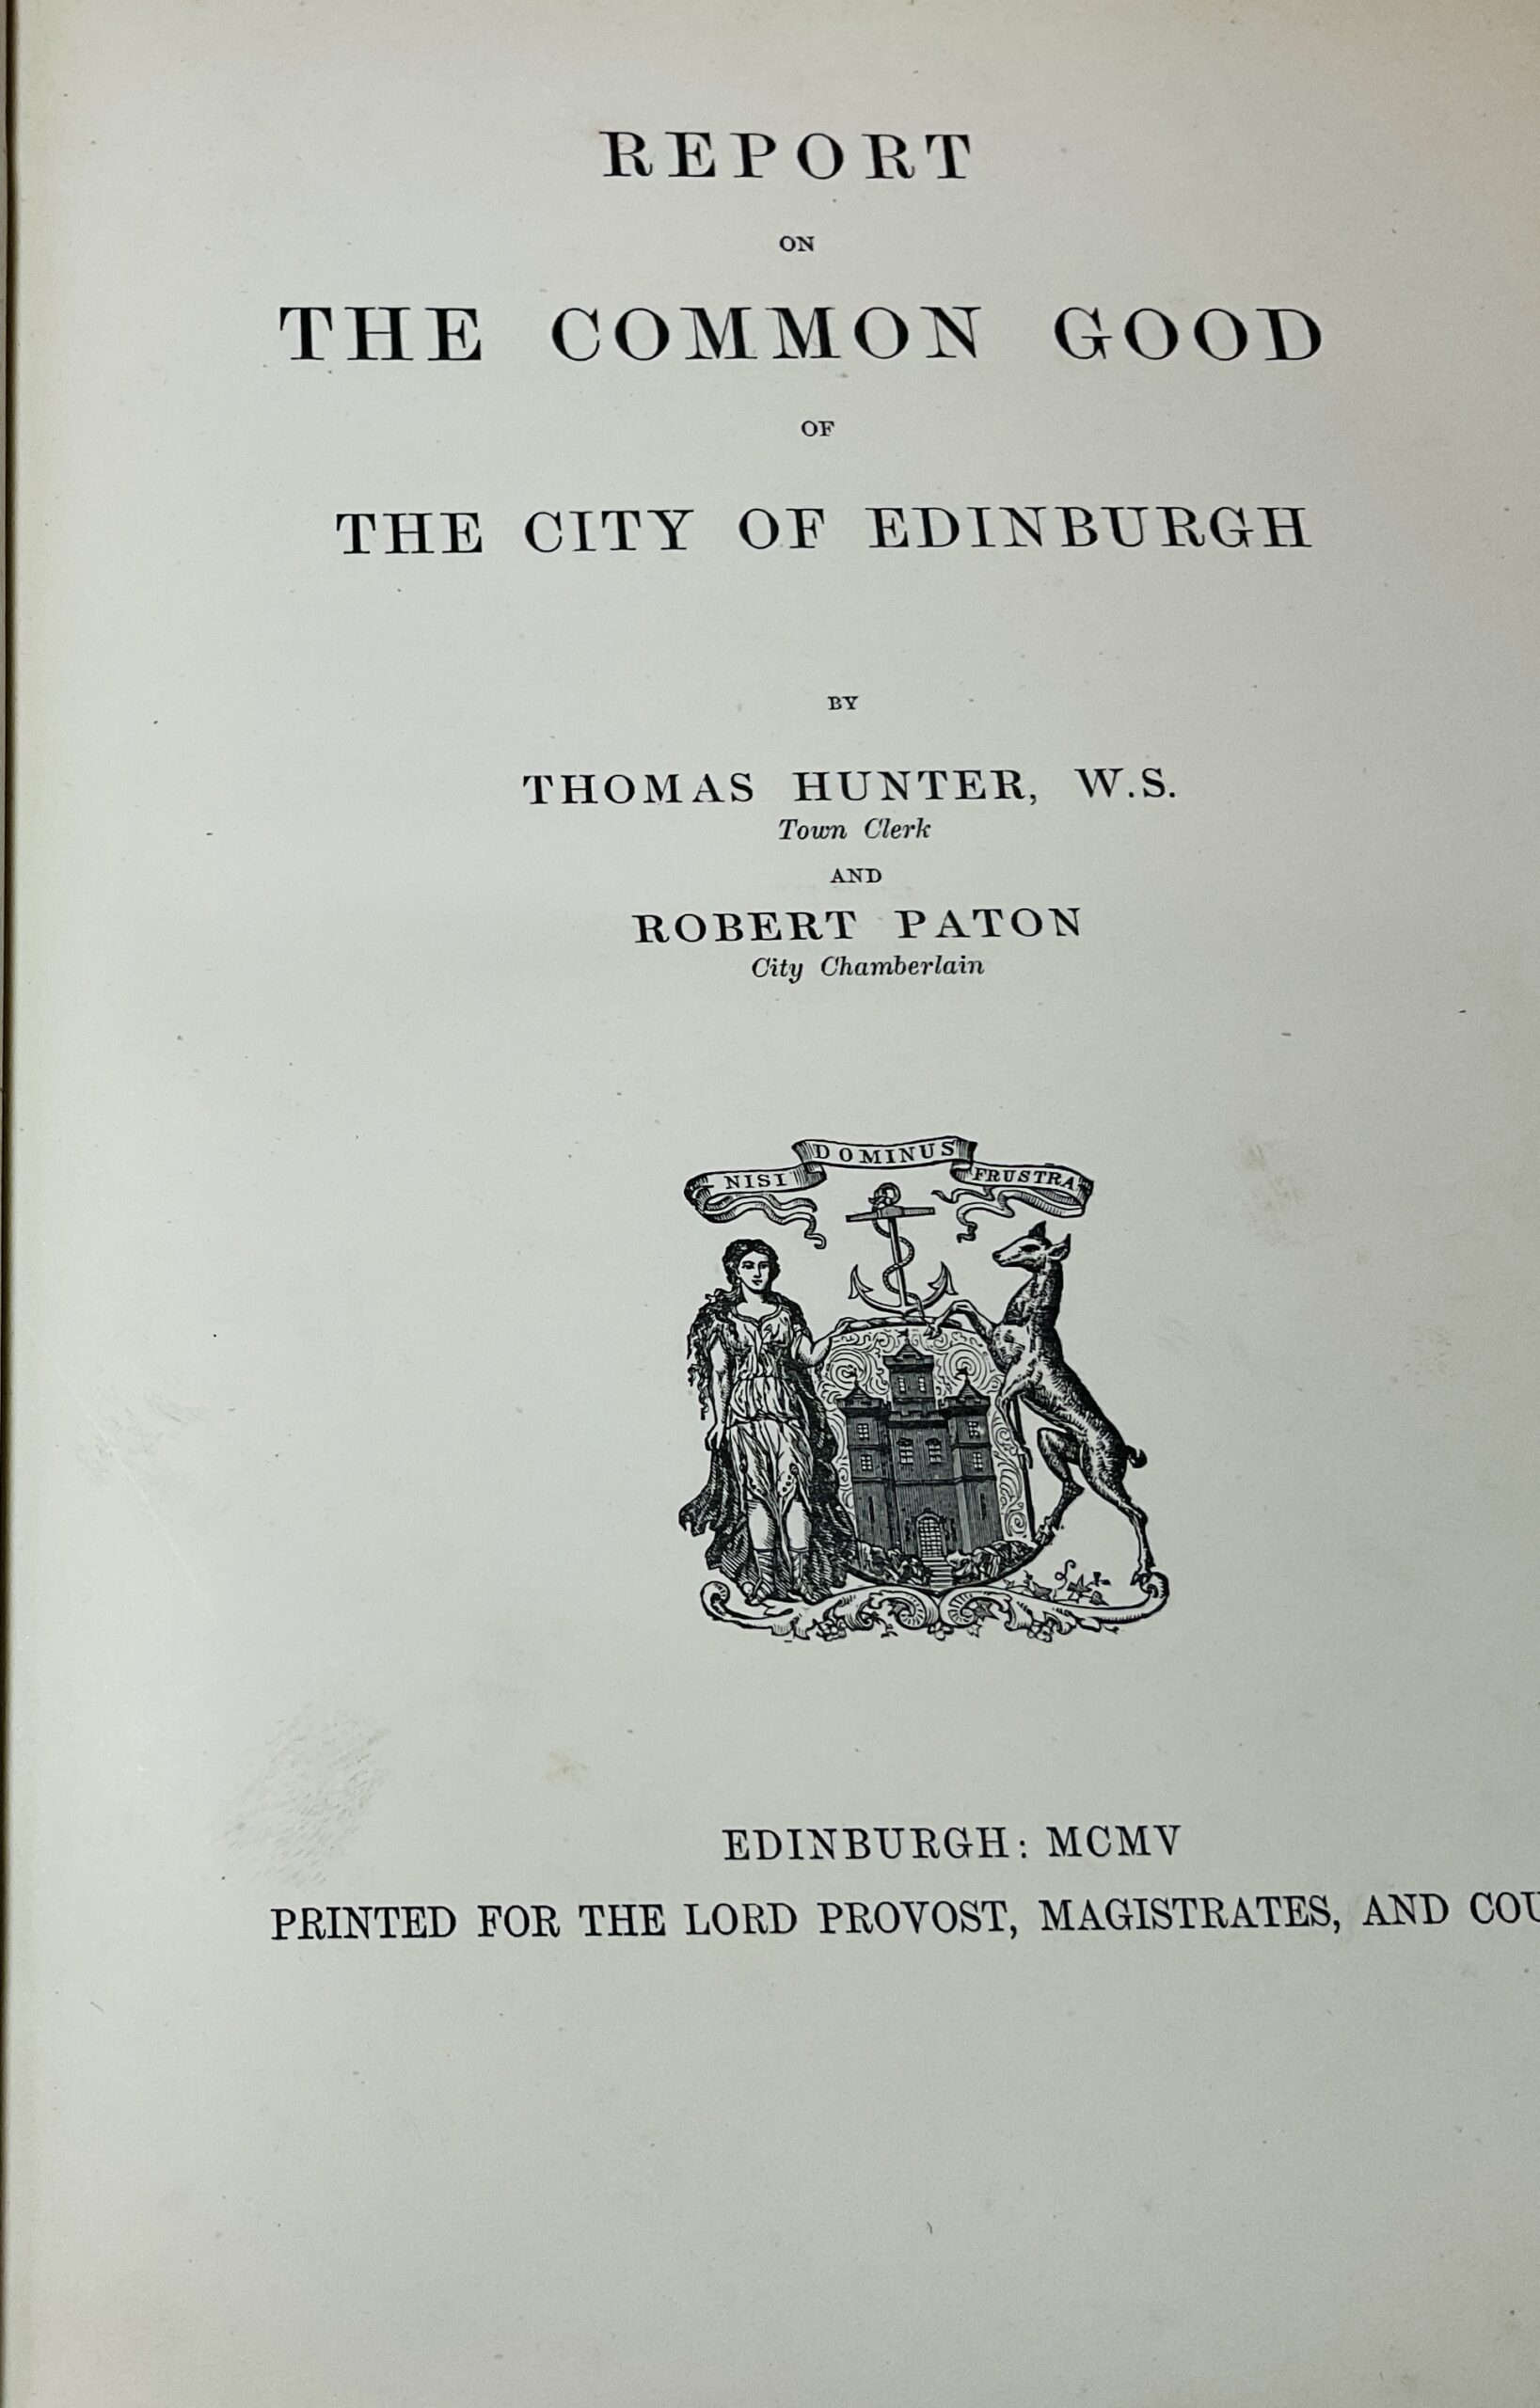 REPORT
ON
THE COMMON GOOD
OF
THE CITY OF EDINBURGH
BY
THOMAS HUNTER, W.S.
Town Clerk
AND
ROBERT PATON
City Chamberlain
NISI DOMINUS FRUSTRA
EDINBURGH: MCMV
PRINTED FOR THE LORD PROVOST, MAGISTRATES, AND